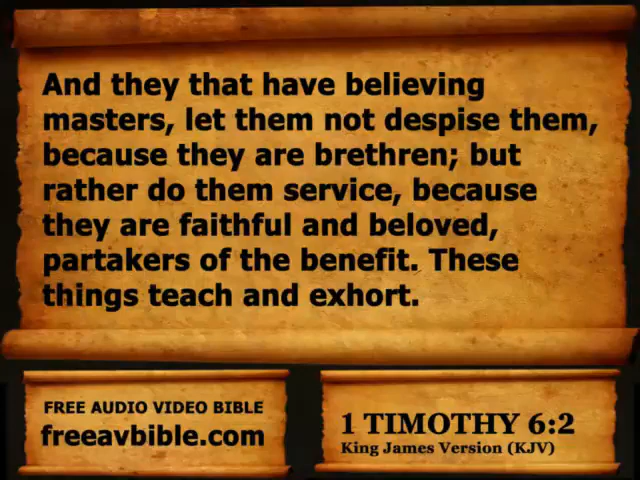 And they that have believing
masters, let them not despise them,
because they are brethren; but
rather do them service, because
they are faithful and beloved,
partakers of the benefit. These
things teach and exhort.
FREE AUDIO VIDEO BIBLE
freeavbible.com
1 TIMOTHY 6:2
King James Version (KJV)